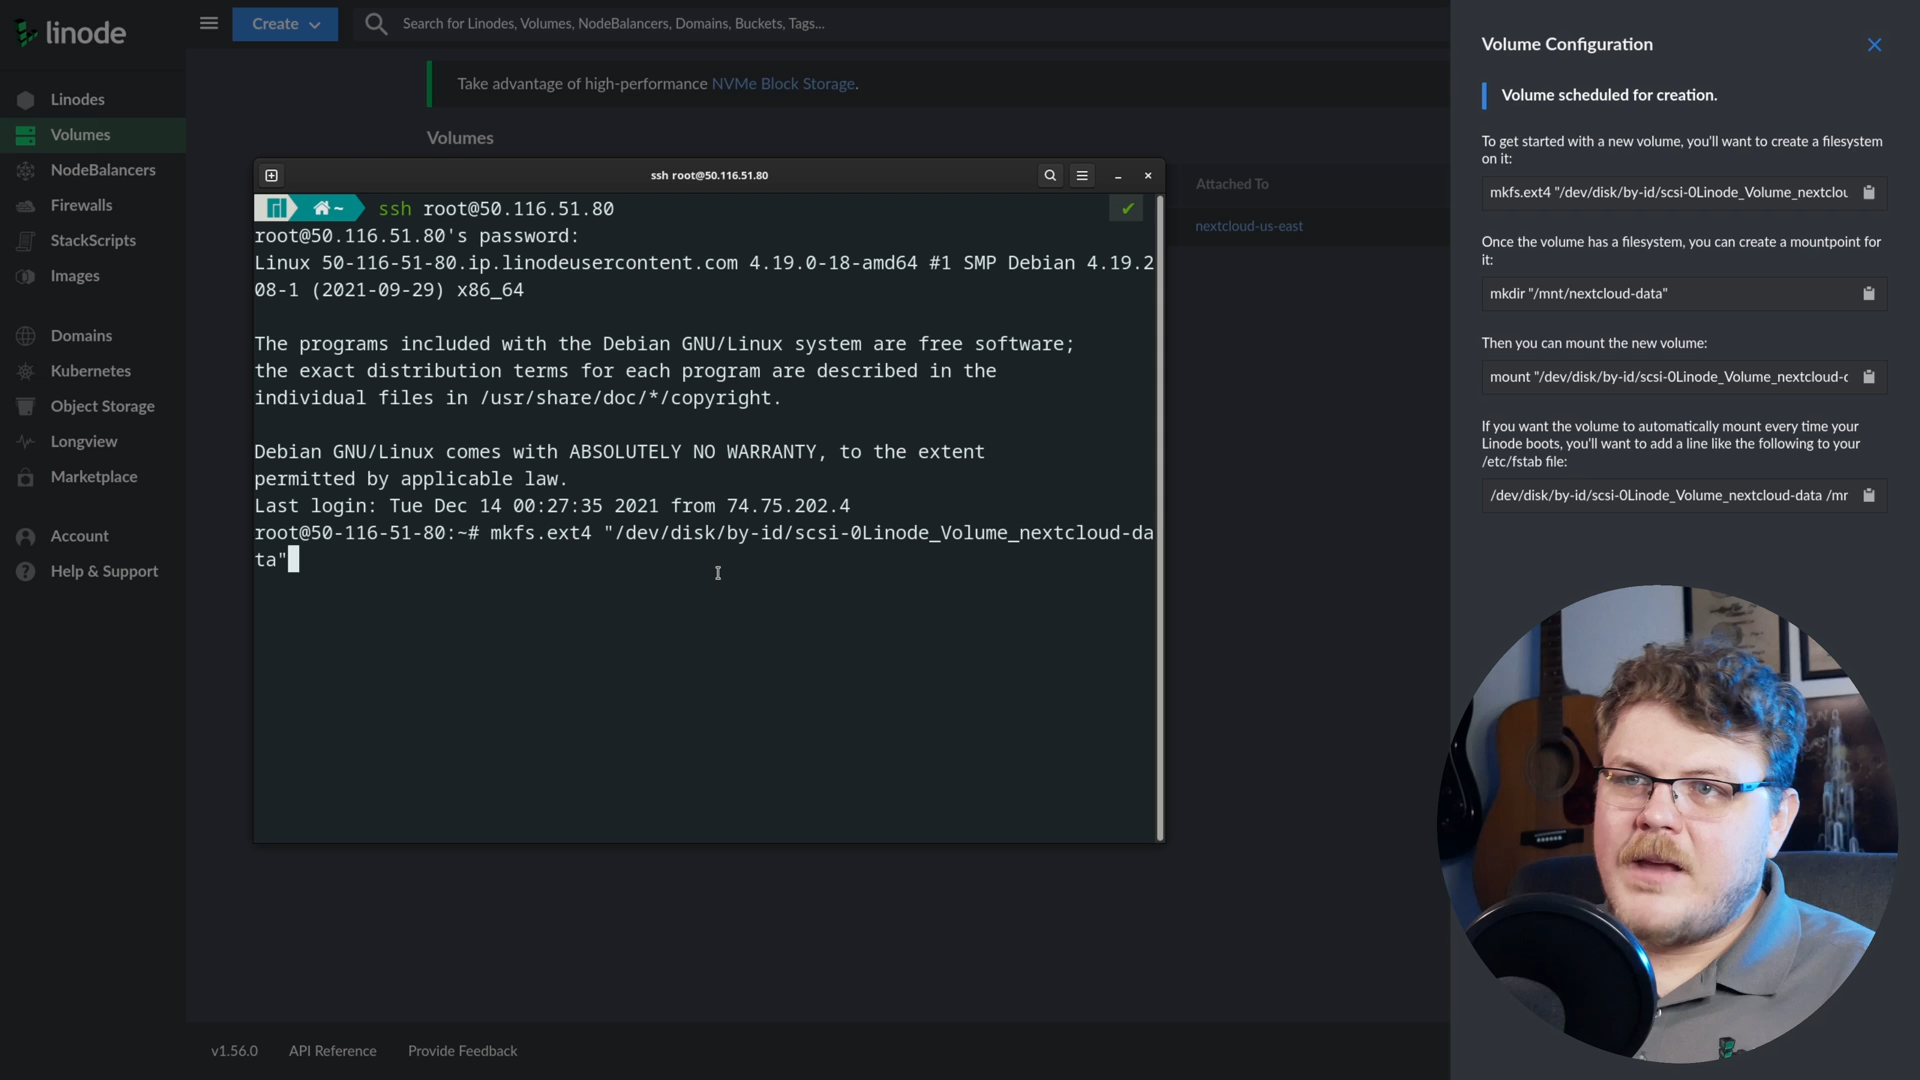 linode
Create
Search for Linodes, Volumes, NodeBalancers, Domains, Buckets, Tags...
Linodes
Volumes
NodeBalancers
Firewalls
StackScripts
Images
Domains
Kubernetes
Object Storage
Longview
Marketplace
Account
Help & Support
Take advantage of high-performance NVMe Block Storage.
Volumes
Attached To
nextcloud-us-east
ssh root@50.116.51.80
~ ssh root@50.116.51.80
root@50.116.51.80's password:
Linux 50-116-51-80.ip.linodeusercontent.com 4.19.0-18-amd64 #1 SMP Debian 4.19.2
08-1 (2021-09-29) x86_64
The programs included with the Debian GNU/Linux system are free software;
the exact distribution terms for each program are described in the
individual files in /usr/share/doc/*/copyright.
Debian GNU/Linux comes with ABSOLUTELY NO WARRANTY, to the extent
permitted by applicable law.
Last login: Tue Dec 14 00:27:35 2021 from 74.75.202.4
root@50-116-51-80:~# mkfs.ext4 "/dev/disk/by-id/scsi-0Linode_Volume_nextcloud-da
ta"
Volume Configuration
Volume scheduled for creation.
To get started with a new volume, you'll want to create a filesystem
on it:
mkfs.ext4 "/dev/disk/by-id/scsi-0Linode_Volume_nextclou
Once the volume has a filesystem, you can create a mountpoint for
it:
mkdir "/mnt/nextcloud-data"
Then you can mount the new volume:
mount "/dev/disk/by-id/scsi-0Linode_Volume_nextcloud-c
If you want the volume to automatically mount every time your
Linode boots, you'll want to add a line like the following to your
/etc/fstab file:
/dev/disk/by-id/scsi-0Linode_Volume_nextcloud-data /mr
v1.56.0
API Reference
Provide Feedback